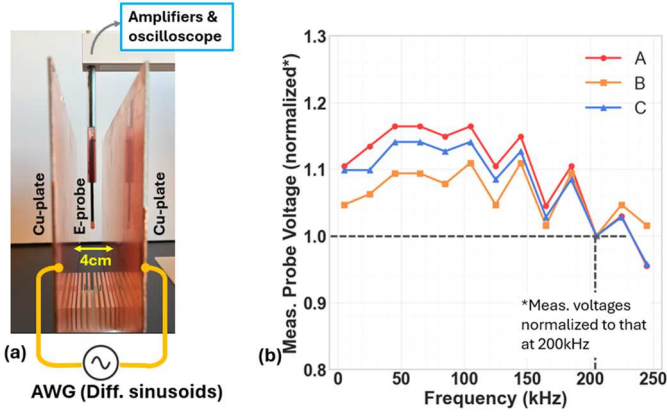 Amplifiers &
oscilloscope
Cu-plate
E-probe
Cu-plate
4cm
(a)
AWG (Diff. sinusoids)
Meas. Probe Voltage (normalized*)
1.3
1.2
1.1
1.0
0.9
0.8
A
B
C
*Meas. voltages
normalized to that
at 200kHz
0
50
100
150
200
250
Frequency (kHz)
(b)